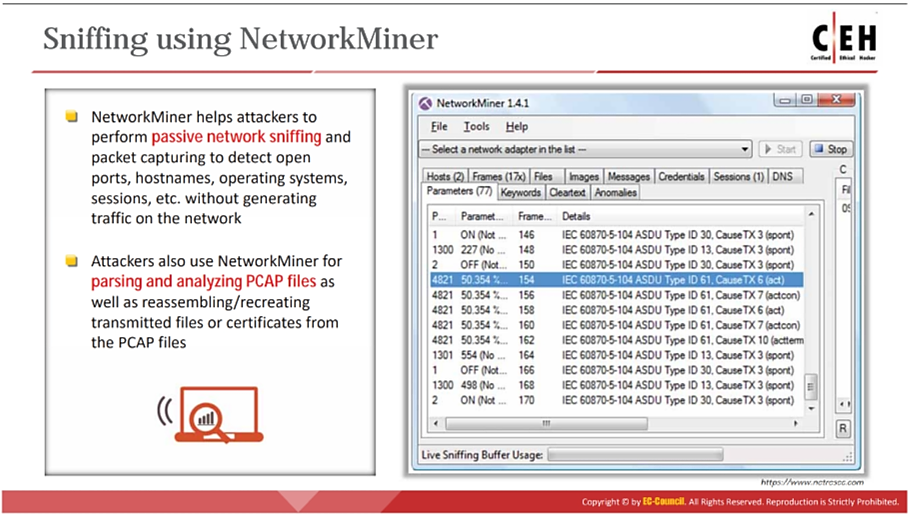 Sniffing using NetworkMiner
C|EH
Certified Ethical Hacker
NetworkMiner helps attackers to
perform passive network sniffing and
packet capturing to detect open
ports, hostnames, operating systems,
sessions, etc. without generating
traffic on the network
Attackers also use NetworkMiner for
parsing and analyzing PCAP files as
well as reassembling/recreating
transmitted files or certificates from
the PCAP files
NetworkMiner 1.4.1
File Tools Help
--- Select a network adapter in the list --- Start Stop
Hosts (2) Frames (17x) Files Images Messages Credentials Sessions (1) DNS
Parameters (77) Keywords Cleartext Anomalies
P... Paramet... Frame... Details
1 ON (Not ... 146 IEC 60870-5-104 ASDU Type ID 30, CauseTX 3 (spont)
1300 227 (No ... 148 IEC 60870-5-104 ASDU Type ID 13, CauseTX 3 (spont)
2 OFF (Not... 150 IEC 60870-5-104 ASDU Type ID 30, CauseTX 3 (spont)
4821 50.354 %... 154 IEC 60870-5-104 ASDU Type ID 61, CauseTX 6 (act)
4821 50.354 %... 156 IEC 60870-5-104 ASDU Type ID 61, CauseTX 7 (actcon)
4821 50.354 %... 158 IEC 60870-5-104 ASDU Type ID 61, CauseTX 6 (act)
4821 50.354 %... 160 IEC 60870-5-104 ASDU Type ID 61, CauseTX 7 (actcon)
4821 50.354 %... 162 IEC 60870-5-104 ASDU Type ID 61, CauseTX 10 (actterm
1301 554 (No ... 164 IEC 60870-5-104 ASDU Type ID 13, CauseTX 3 (spont)
1 OFF (Not... 166 IEC 60870-5-104 ASDU Type ID 30, CauseTX 3 (spont)
1300 498 (No ... 168 IEC 60870-5-104 ASDU Type ID 13, CauseTX 3 (spont)
2 ON (Not ... 170 IEC 60870-5-104 ASDU Type ID 30, CauseTX 3 (spont)
C
Fil
R
Live Sniffing Buffer Usage:
https://www.netresec.com
Copyright © by EC-Council. All Rights Reserved. Reproduction is Strictly Prohibited.